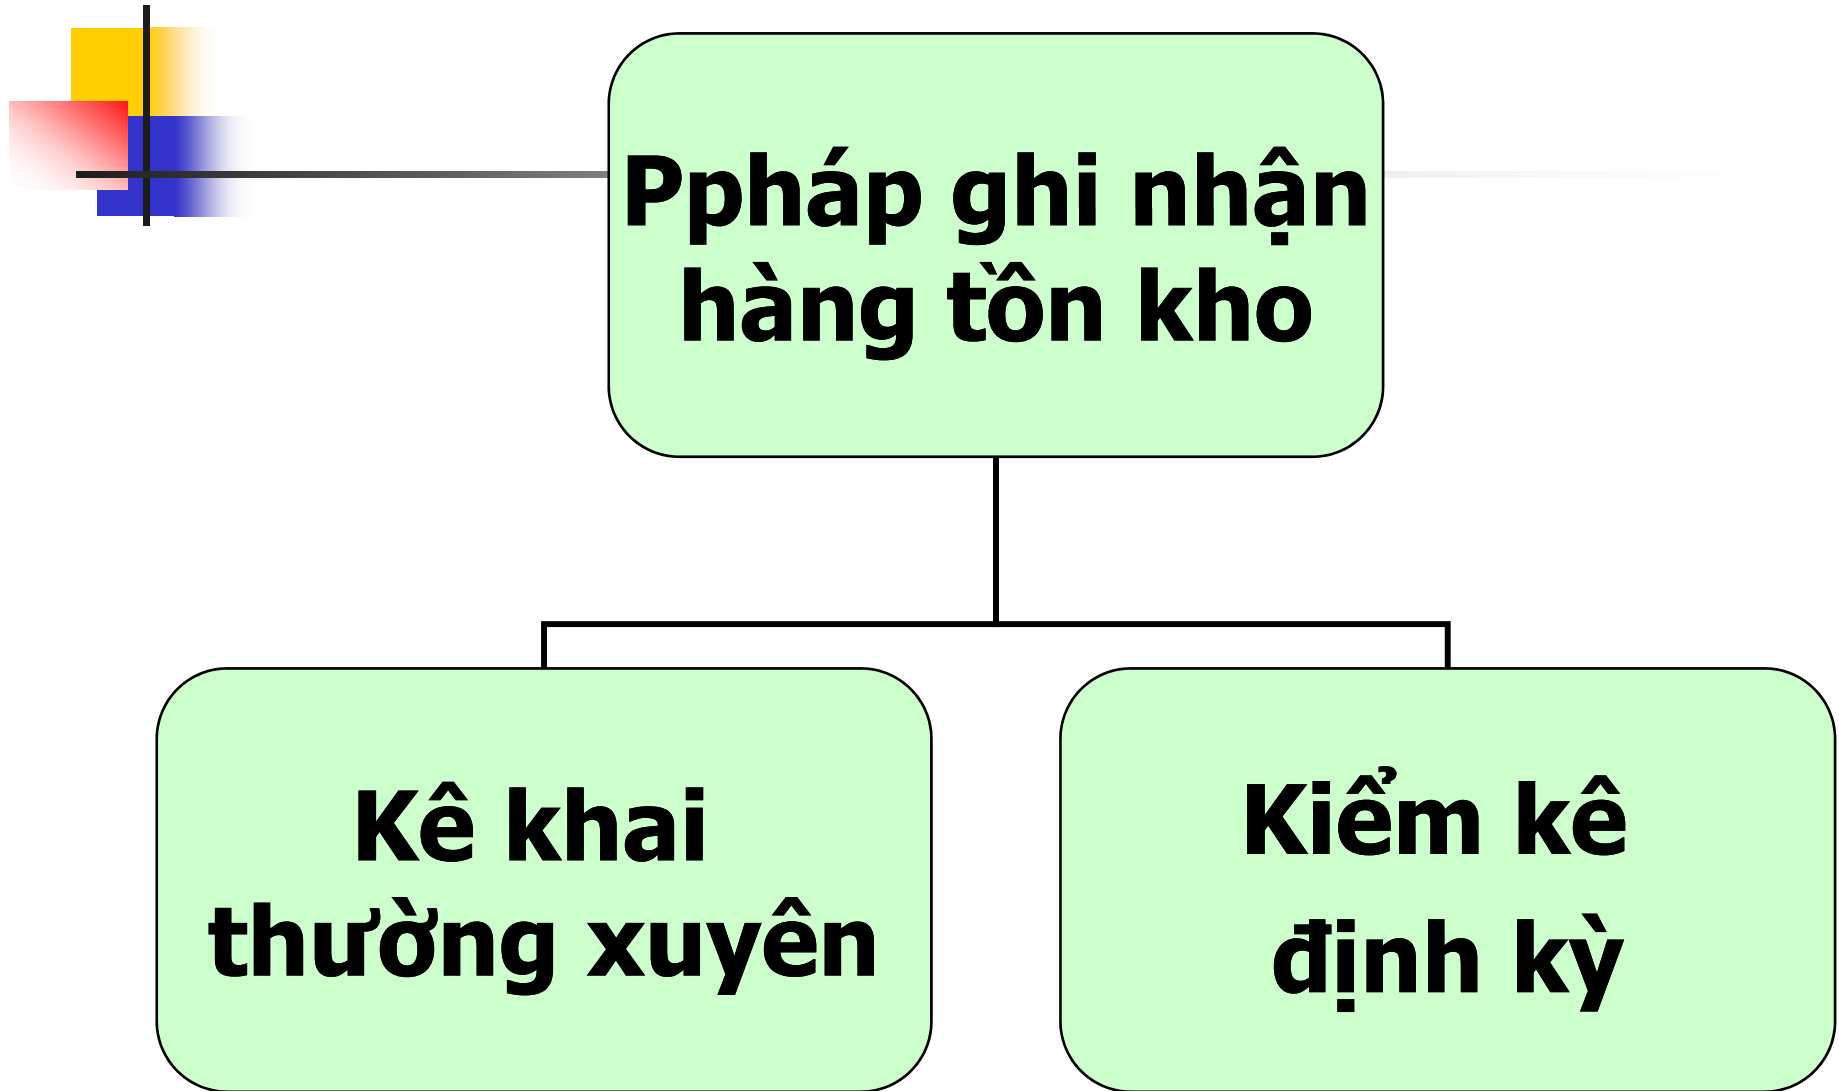 Ppháp ghi nhận
hàng tồn kho
Kê khai
thường xuyên
Kiểm kê
định kỳ